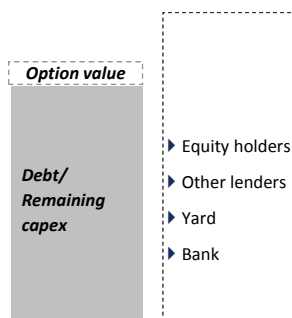 Option value
Debt/
Remaining
capex
Equity holders
Other lenders
Yard
Bank